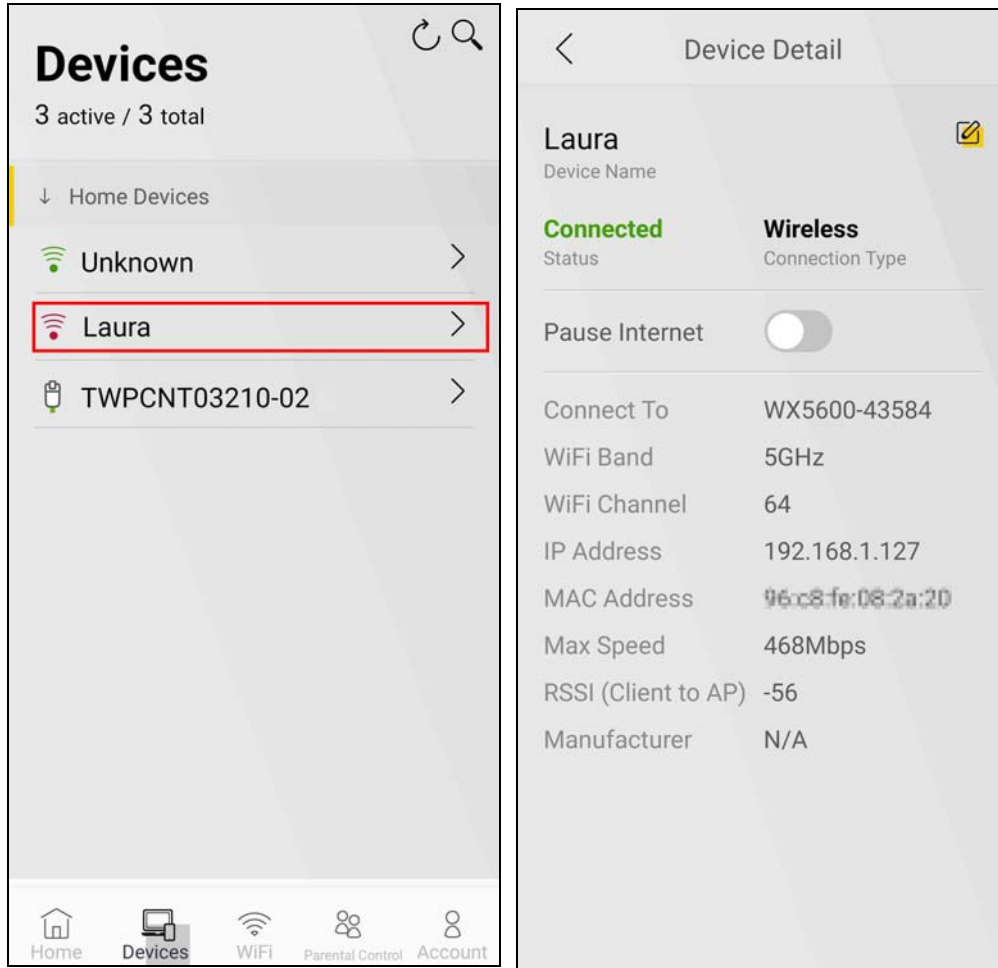 Devices
3 active / 3 total
↓ Home Devices
Unknown
Laura
TWPCNT03210-02
Home Devices WiFi Parental Control Account
Device Detail
Laura
Device Name
Connected Wireless
Status Connection Type
Pause Internet
Connect To WX5600-43584
WiFi Band 5GHz
WiFi Channel 64
IP Address 192.168.1.127
MAC Address
Max Speed 468Mbps
RSSI (Client to AP) -56
Manufacturer N/A